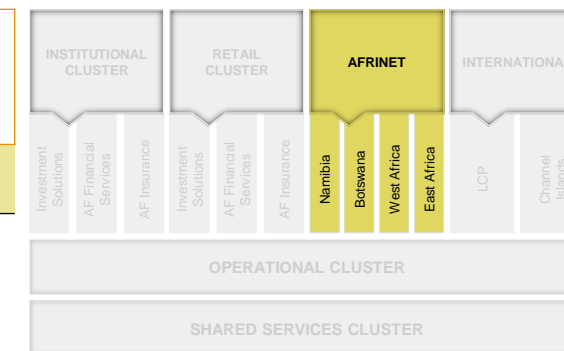 INSTITUTIONAL
CLUSTER
RETAIL
CLUSTER
AFRINET
INTERNATIONA
Investment
Solutions
AF Financial
Services
AF Insurance
Investment
Solutions
AF Financial
Services
AF Insurance
Namibia
Botswana
West Africa
East Africa
LCP
Channel
Islands
OPERATIONAL CLUSTER
SHARED SERVICES CLUSTER